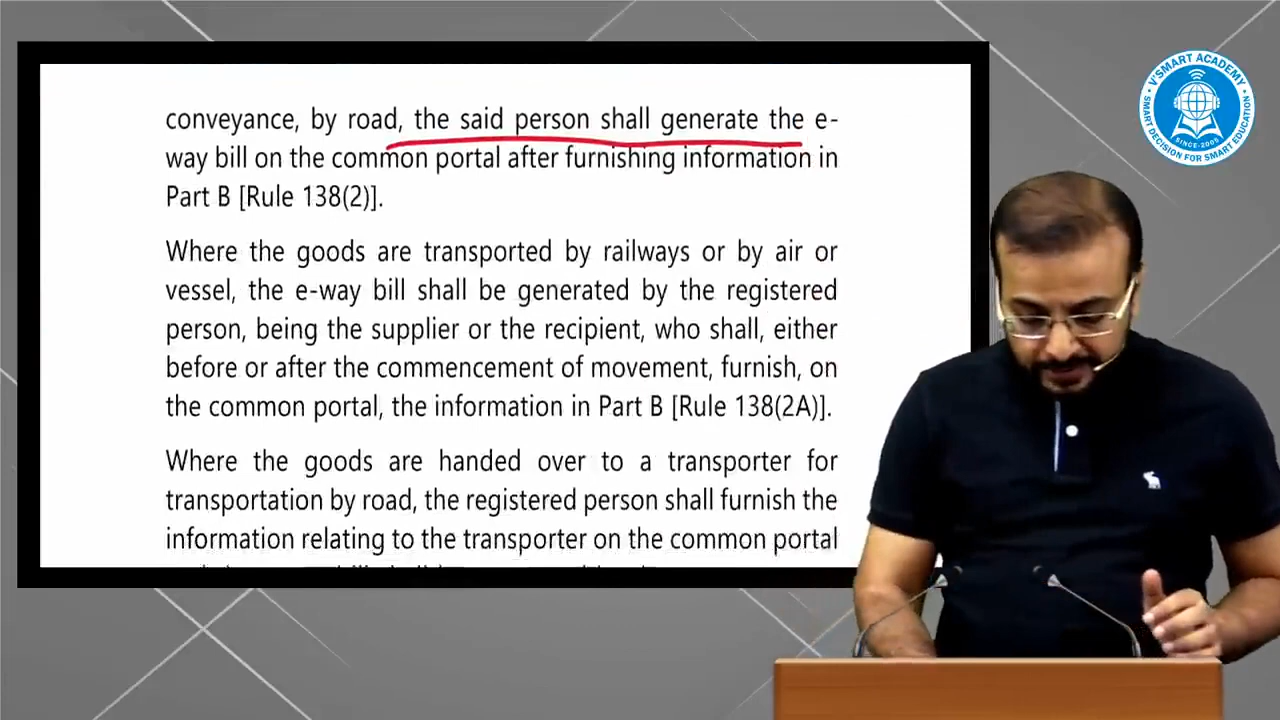 conveyance, by road, the said person shall generate the e-
way bill on the common portal after furnishing information in
Part B [Rule 138(2)].
Where the goods are transported by railways or by air or
vessel, the e-way bill shall be generated by the registered
person, being the supplier or the recipient, who shall, either
before or after the commencement of movement, furnish, on
the common portal, the information in Part B [Rule 138(2A)].
Where the goods are handed over to a transporter for
transportation by road, the registered person shall furnish the
information relating to the transporter on the common portal
V'SMART ACADEMY
SMART DECISION FOR SMART EDUCATION